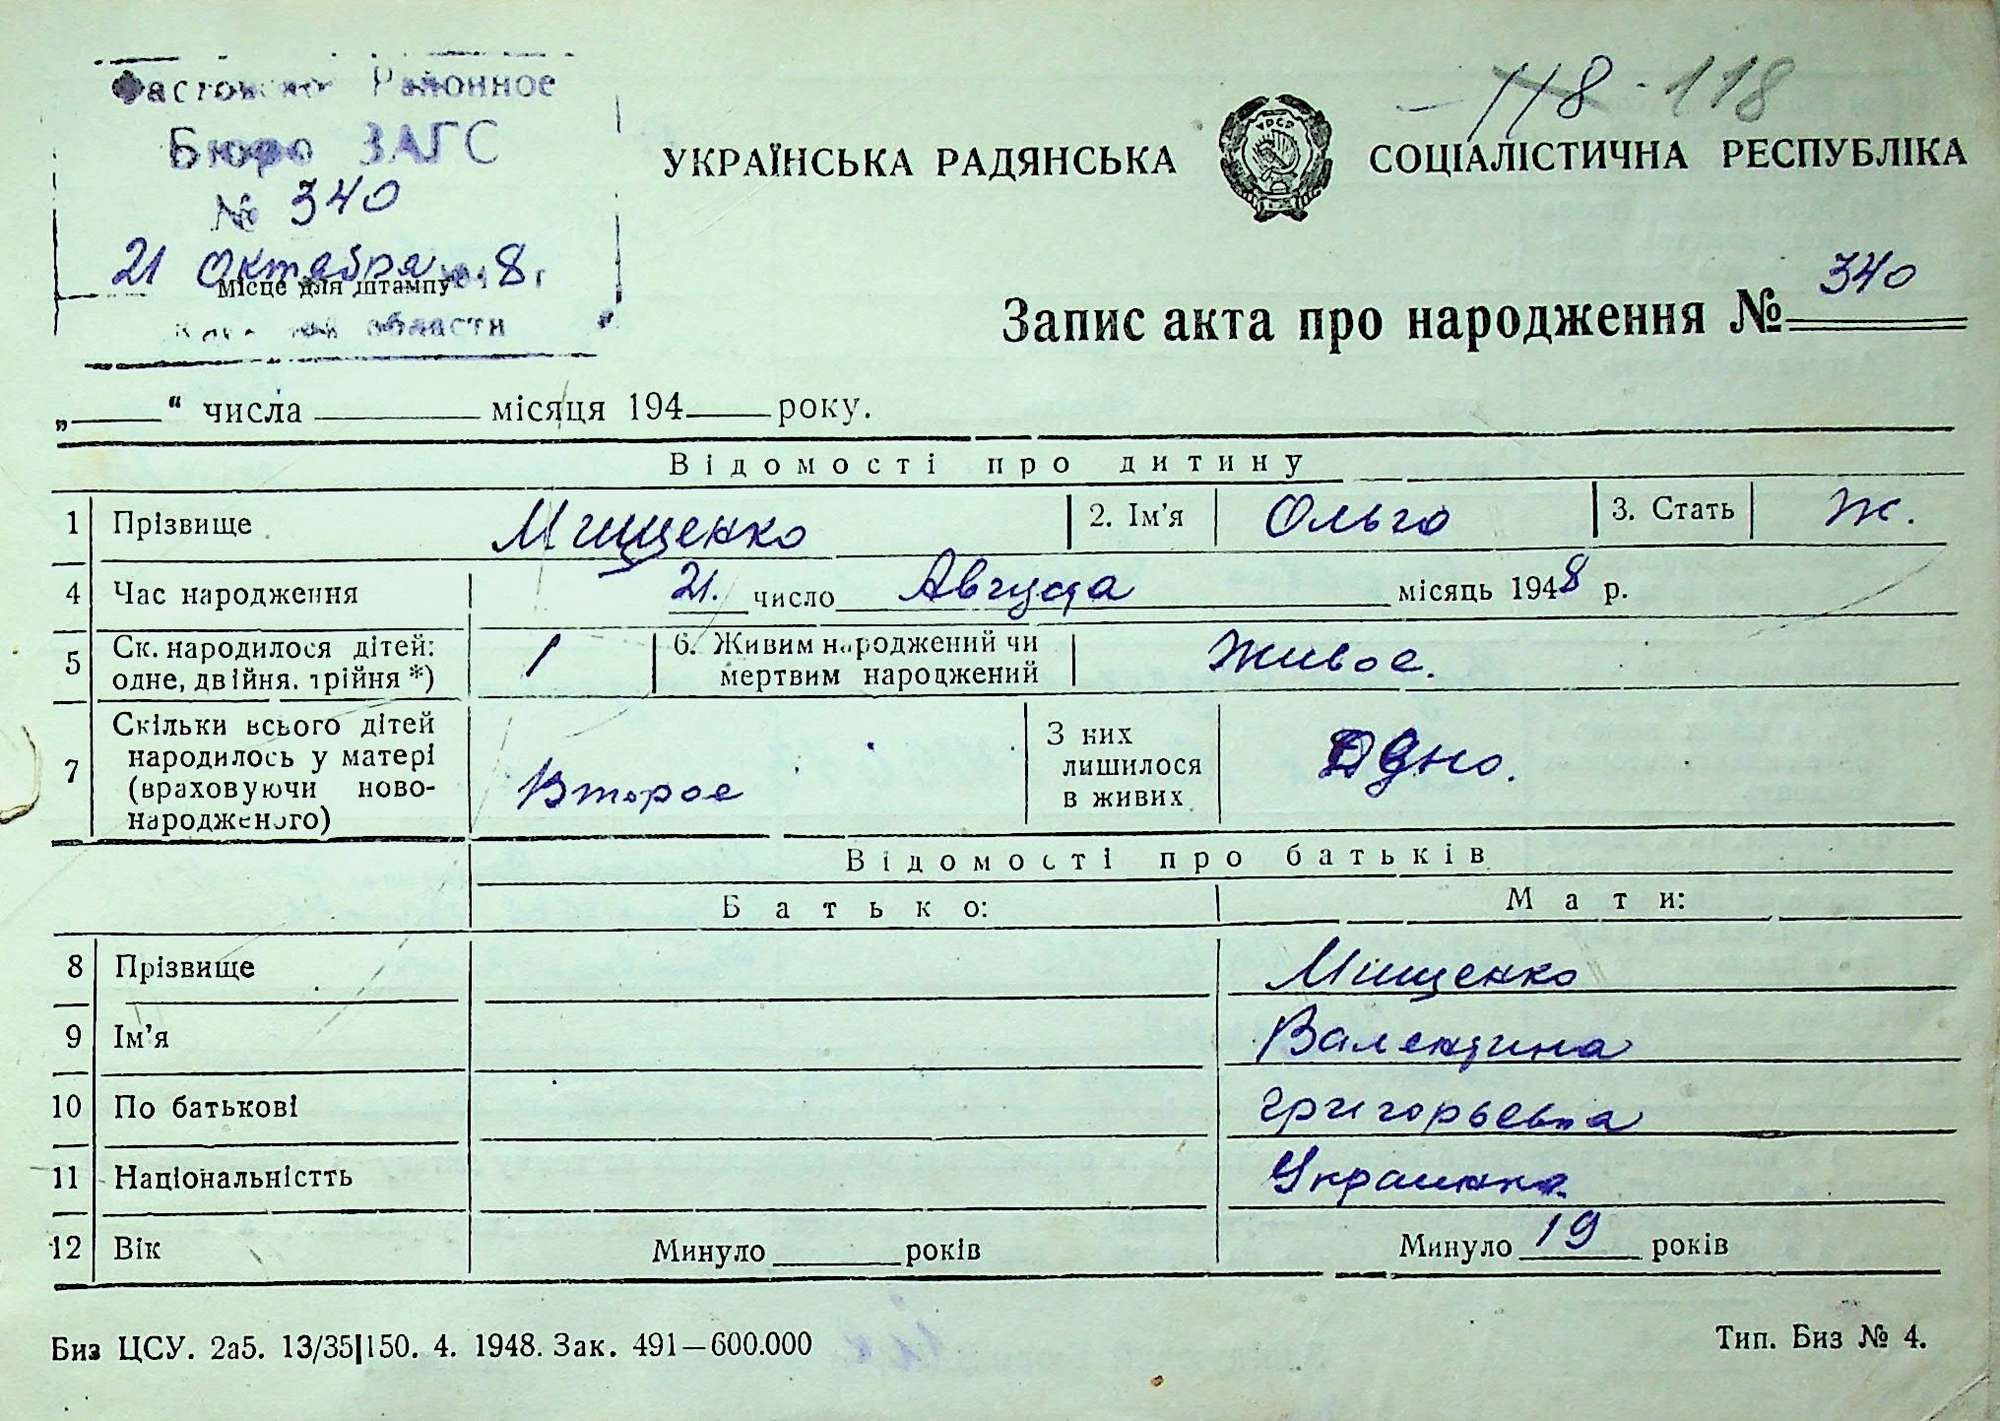 Фастовское Районное
Бюро ЗАГС
№ 340
21 Октября 8 г
Місце для штампу
области
118 118
УКРАЇНСЬКА РАДЯНСЬКА СОЦІАЛІСТИЧНА РЕСПУБЛІКА
УРСР
Запис акта про народження № 340
„ “ числа місяця 194 року.
Відомості про дитину
1 Прізвище Мищенко 2. Ім'я Ольга 3. Стать Ж.
4 Час народження 21. число Августа місяць 1948 р.
5 Ск. народилося дітей: одне, двійня, трійня *) 1 6. Живим народжений чи мертвим народжений Живое.
7 Скільки всього дітей народилось у матері (враховуючи новонародженого) Второе З них лишилося в живих Одно.
Відомості про батьків
Батько: Мати:
8 Прізвище Мищенко
9 Ім'я Валентина
10 По батькові Григорьевна
11 Національністть Украинка.
12 Вік Минуло років Минуло 19 років
Биз ЦСУ. 2а5. 13/35|150. 4. 1948. Зак. 491—600.000 Тип. Биз № 4.